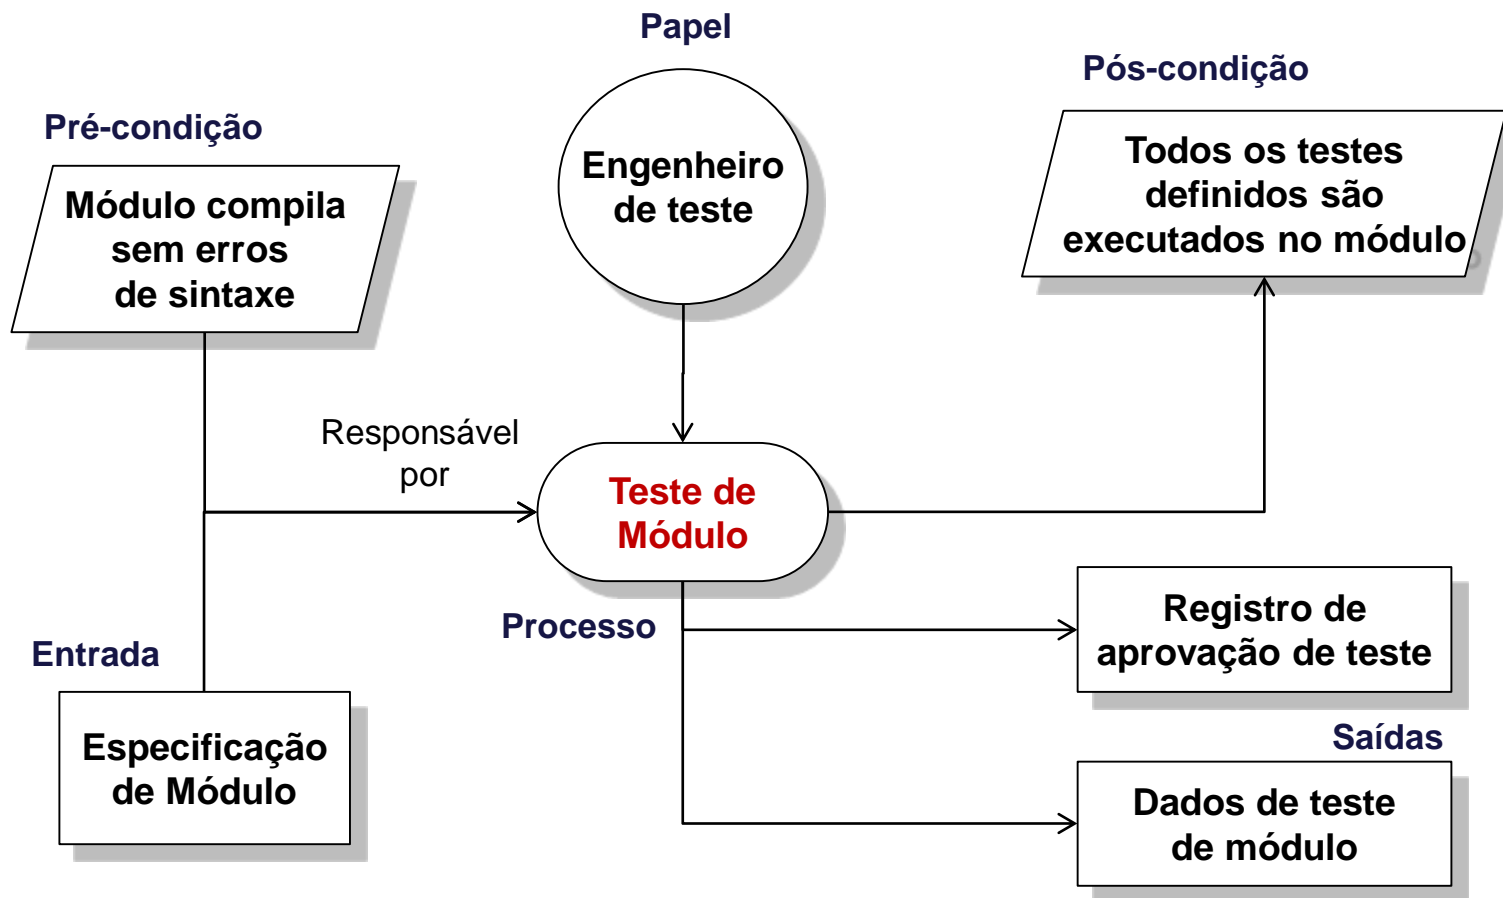 Papel
Pós-condição
Pré-condição
Engenheiro
de teste
Todos os testes
definidos são
executados no módulo
Módulo compila
sem erros
de sintaxe
Responsável
por
Teste de
Módulo
Processo
Registro de
aprovação de teste
Entrada
Especificação
de Módulo
Saídas
Dados de teste
de módulo